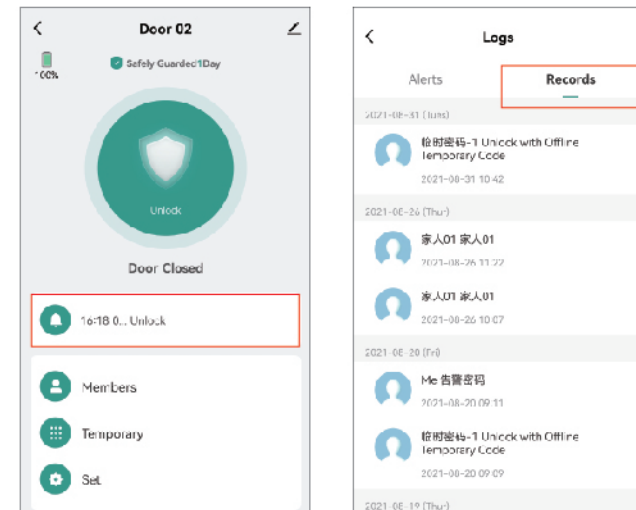 Door 02
100%
Safely Guarded 1Day
Unlock
Door Closed
16:18 0... Unlock
Members
Temporary
Set
Logs
Alerts
Records
2021-08-31 (Tues)
临时密码-1 Unlock with Offline
Temporary Code
2021-08-31 10:42
2021-08-26 (Thur)
家人01 家人01
2021-08-26 11:22
家人01 家人01
2021-08-26 10:07
2021-08-20 (Fri)
Me 告警密码
2021-08-20 09:11
临时密码-1 Unlock with Offline
Temporary Code
2021-08-20 09:09
2021-08-19 (Thur)